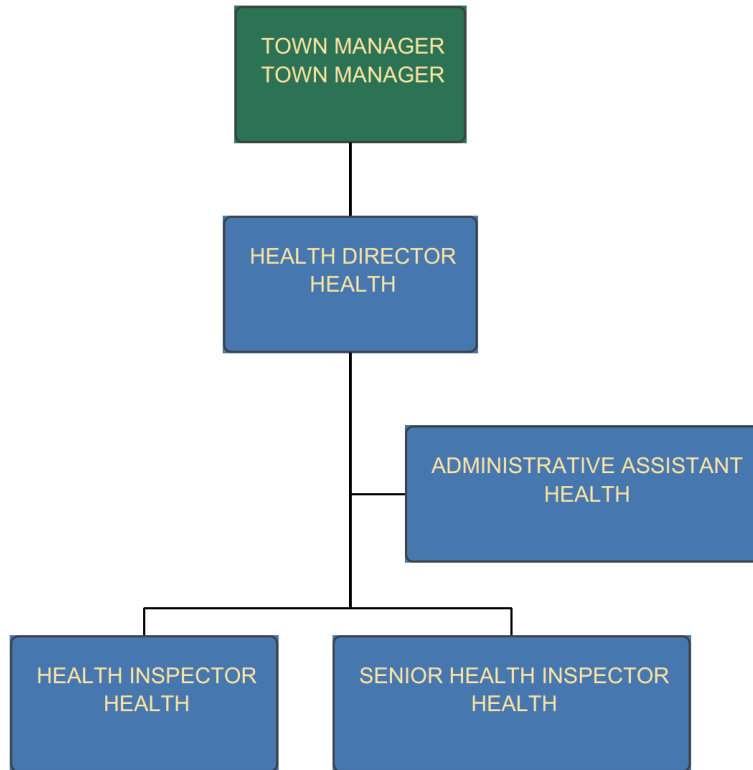 TOWN MANAGER
TOWN MANAGER
HEALTH DIRECTOR
HEALTH
ADMINISTRATIVE ASSISTANT
HEALTH
HEALTH INSPECTOR
HEALTH
SENIOR HEALTH INSPECTOR
HEALTH